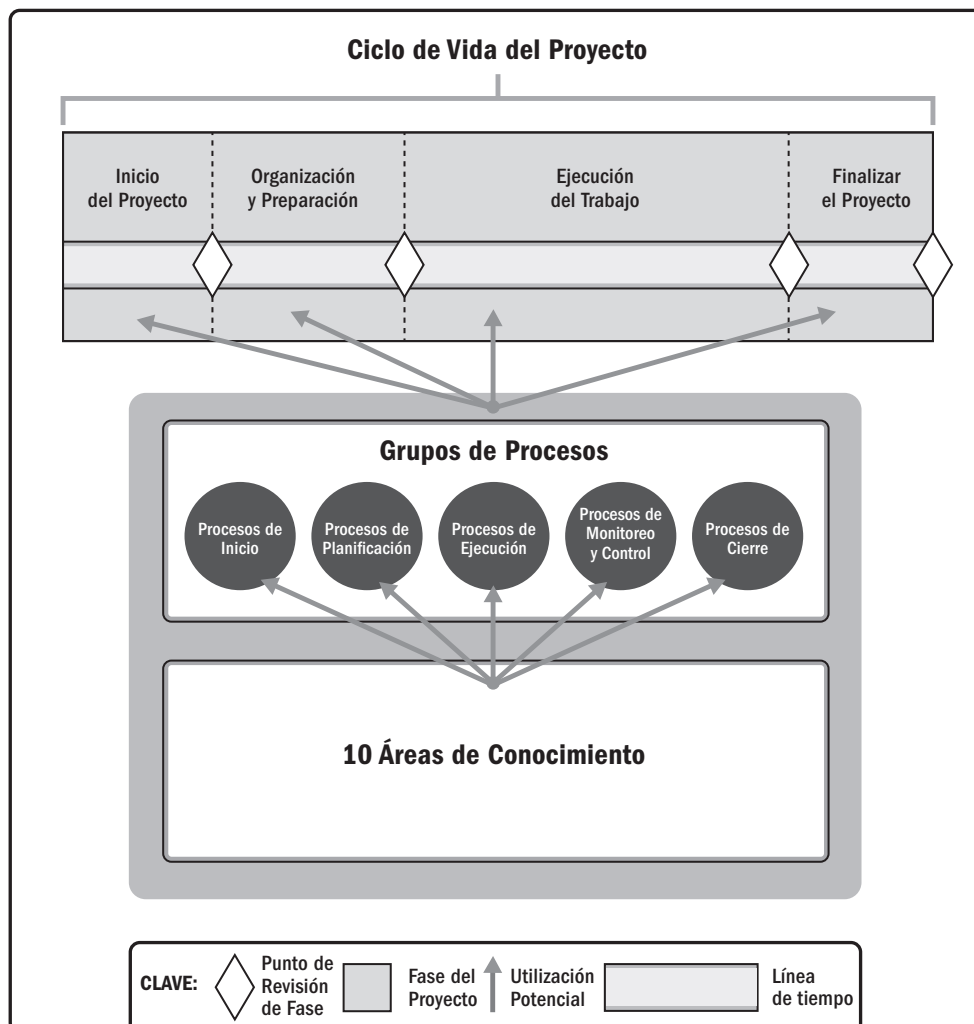 Ciclo de Vida del Proyecto
Inicio
del Proyecto
Organización
y Preparación
Ejecución
del Trabajo
Finalizar
el Proyecto
Grupos de Procesos
Procesos de
Inicio
Procesos de
Planificación
Procesos de
Ejecución
Procesos de
Monitoreo
y Control
Procesos de
Cierre
10 Áreas de Conocimiento
CLAVE:
Punto de
Revisión
de Fase
Fase del
Proyecto
Utilización
Potencial
Línea
de tiempo